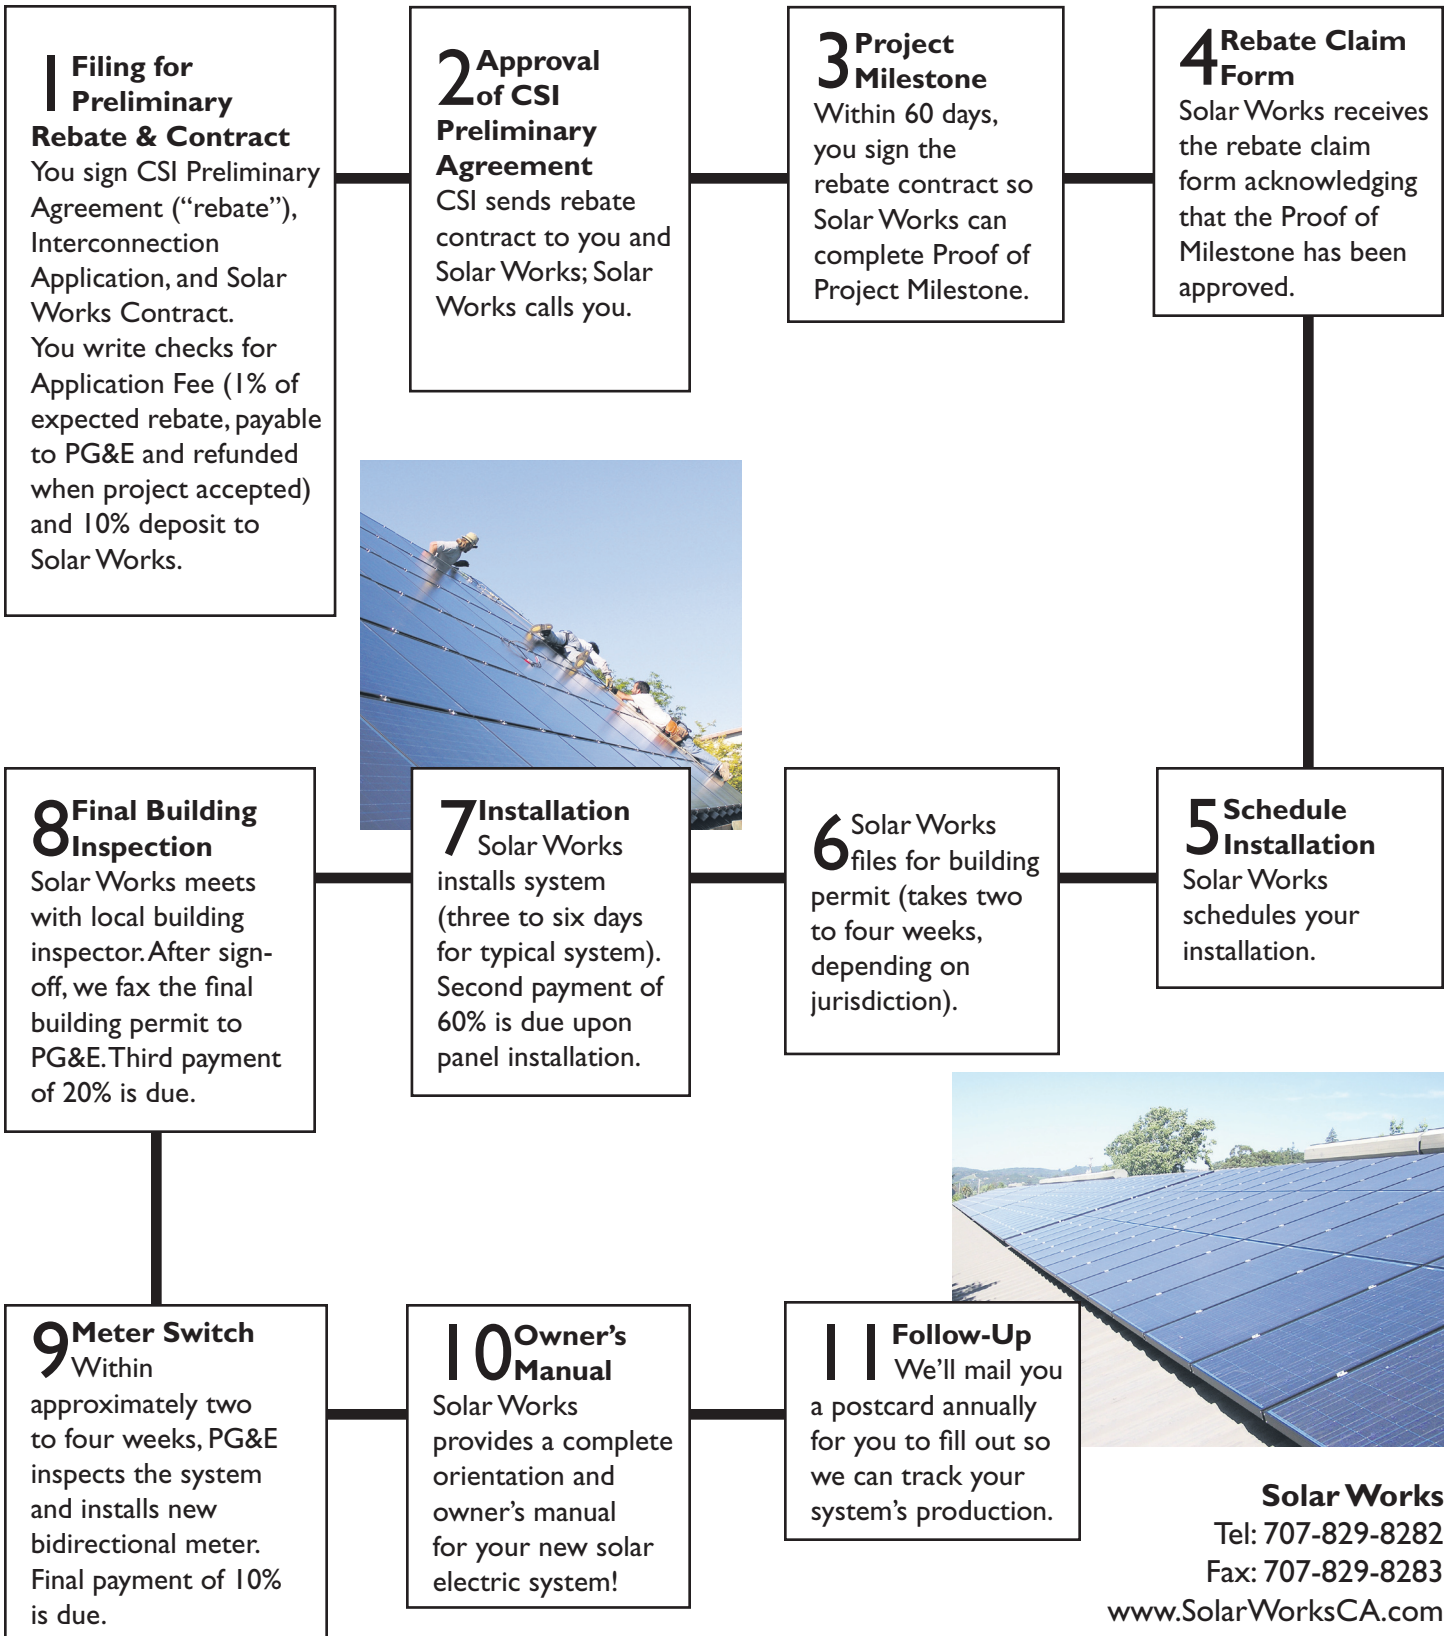 1 Filing for
Preliminary
Rebate & Contract
You sign CSI Preliminary
Agreement (“rebate”),
Interconnection
Application, and Solar
Works Contract.
You write checks for
Application Fee (1% of
expected rebate, payable
to PG&E and refunded
when project accepted)
and 10% deposit to
Solar Works.
2 Approval
of CSI
Preliminary
Agreement
CSI sends rebate
contract to you and
Solar Works; Solar
Works calls you.
3 Project
Milestone
Within 60 days,
you sign the
rebate contract so
Solar Works can
complete Proof of
Project Milestone.
4 Rebate Claim
Form
Solar Works receives
the rebate claim
form acknowledging
that the Proof of
Milestone has been
approved.
5 Schedule
Installation
Solar Works
schedules your
installation.
6 Solar Works
files for building
permit (takes two
to four weeks,
depending on
jurisdiction).
7 Installation
Solar Works
installs system
(three to six days
for typical system).
Second payment of
60% is due upon
panel installation.
8 Final Building
Inspection
Solar Works meets
with local building
inspector. After sign-
off, we fax the final
building permit to
PG&E. Third payment
of 20% is due.
9 Meter Switch
Within
approximately two
to four weeks, PG&E
inspects the system
and installs new
bidirectional meter.
Final payment of 10%
is due.
10 Owner’s
Manual
Solar Works
provides a complete
orientation and
owner’s manual
for your new solar
electric system!
11 Follow-Up
We’ll mail you
a postcard annually
for you to fill out so
we can track your
system’s production.
Solar Works
Tel: 707-829-8282
Fax: 707-829-8283
www.SolarWorksCA.com